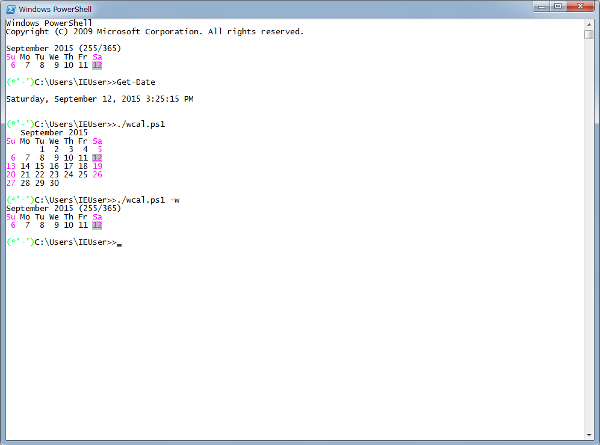 Windows PowerShell
Windows PowerShell
Copyright (C) 2009 Microsoft Corporation. All rights reserved.
September 2015 (255/365)
Su Mo Tu We Th Fr Sa
6 7 8 9 10 11 12
(*'-')C:\Users\IEUser>>Get-Date
Saturday, September 12, 2015 3:25:15 PM
(*'-')C:\Users\IEUser>>./wcal.ps1
September 2015
Su Mo Tu We Th Fr Sa
1 2 3 4 5
6 7 8 9 10 11 12
13 14 15 16 17 18 19
20 21 22 23 24 25 26
27 28 29 30
(*'-')C:\Users\IEUser>>./wcal.ps1 -w
September 2015 (255/365)
Su Mo Tu We Th Fr Sa
6 7 8 9 10 11 12
(*'-')C:\Users\IEUser>>_